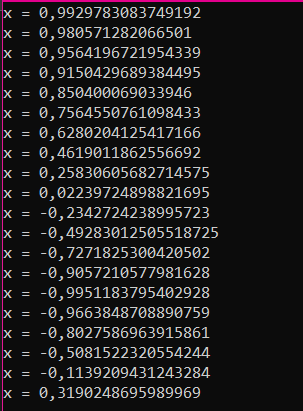 x = 0,9929783083749192
x = 0,980571282066501
x = 0,9564196721954339
x = 0,9150429689384495
x = 0,850400069033946
x = 0,7564550761098433
x = 0,6280204125417166
x = 0,4619011862556692
x = 0,25830605682714575
x = 0,02239724898821695
x = -0,2342724238995723
x = -0,49283012505518725
x = -0,7271825300420502
x = -0,9057210577981628
x = -0,9951183795402928
x = -0,9663848708890759
x = -0,8027586963915861
x = -0,5081522320554244
x = -0,1139209431243284
x = 0,3190248695989969